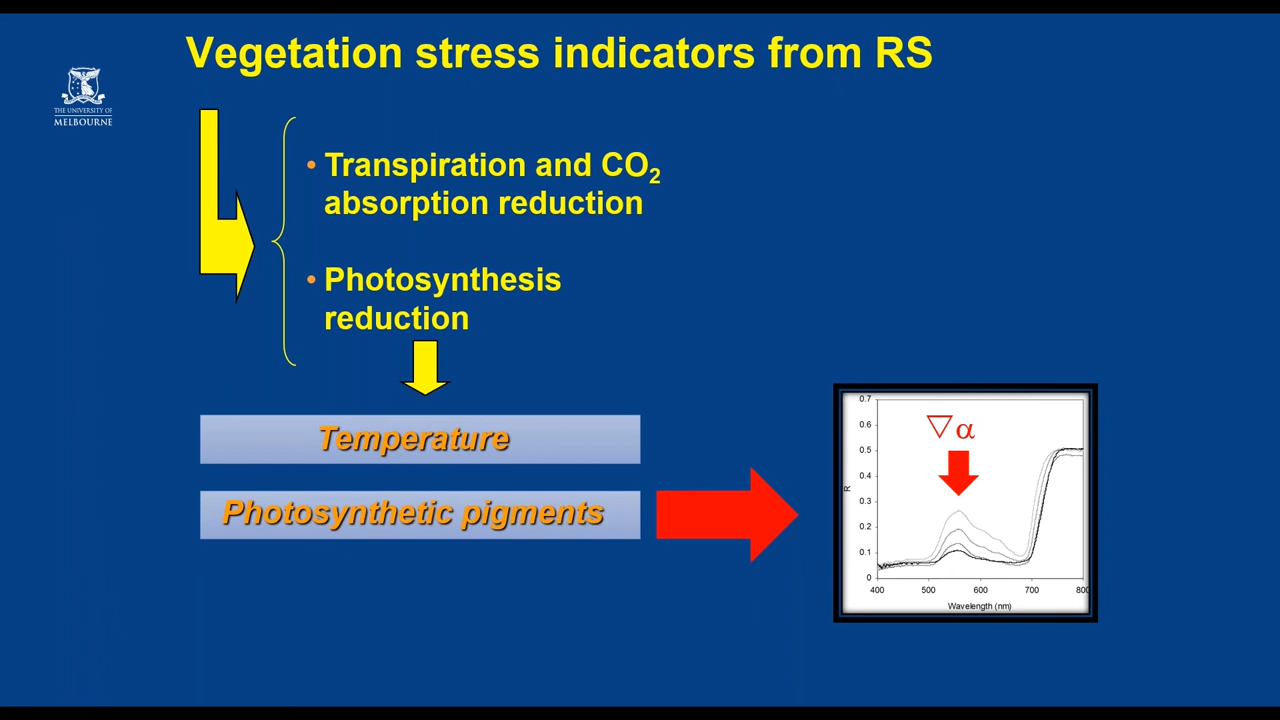 Vegetation stress indicators from RS
THE UNIVERSITY OF
MELBOURNE
• Transpiration and CO₂
absorption reduction
• Photosynthesis
reduction
Temperature
Photosynthetic pigments
0.7
0.6
0.5
0.4
0.3
0.2
0.1
0
R
▽α
400 500 600 700 800
Wavelength (nm)